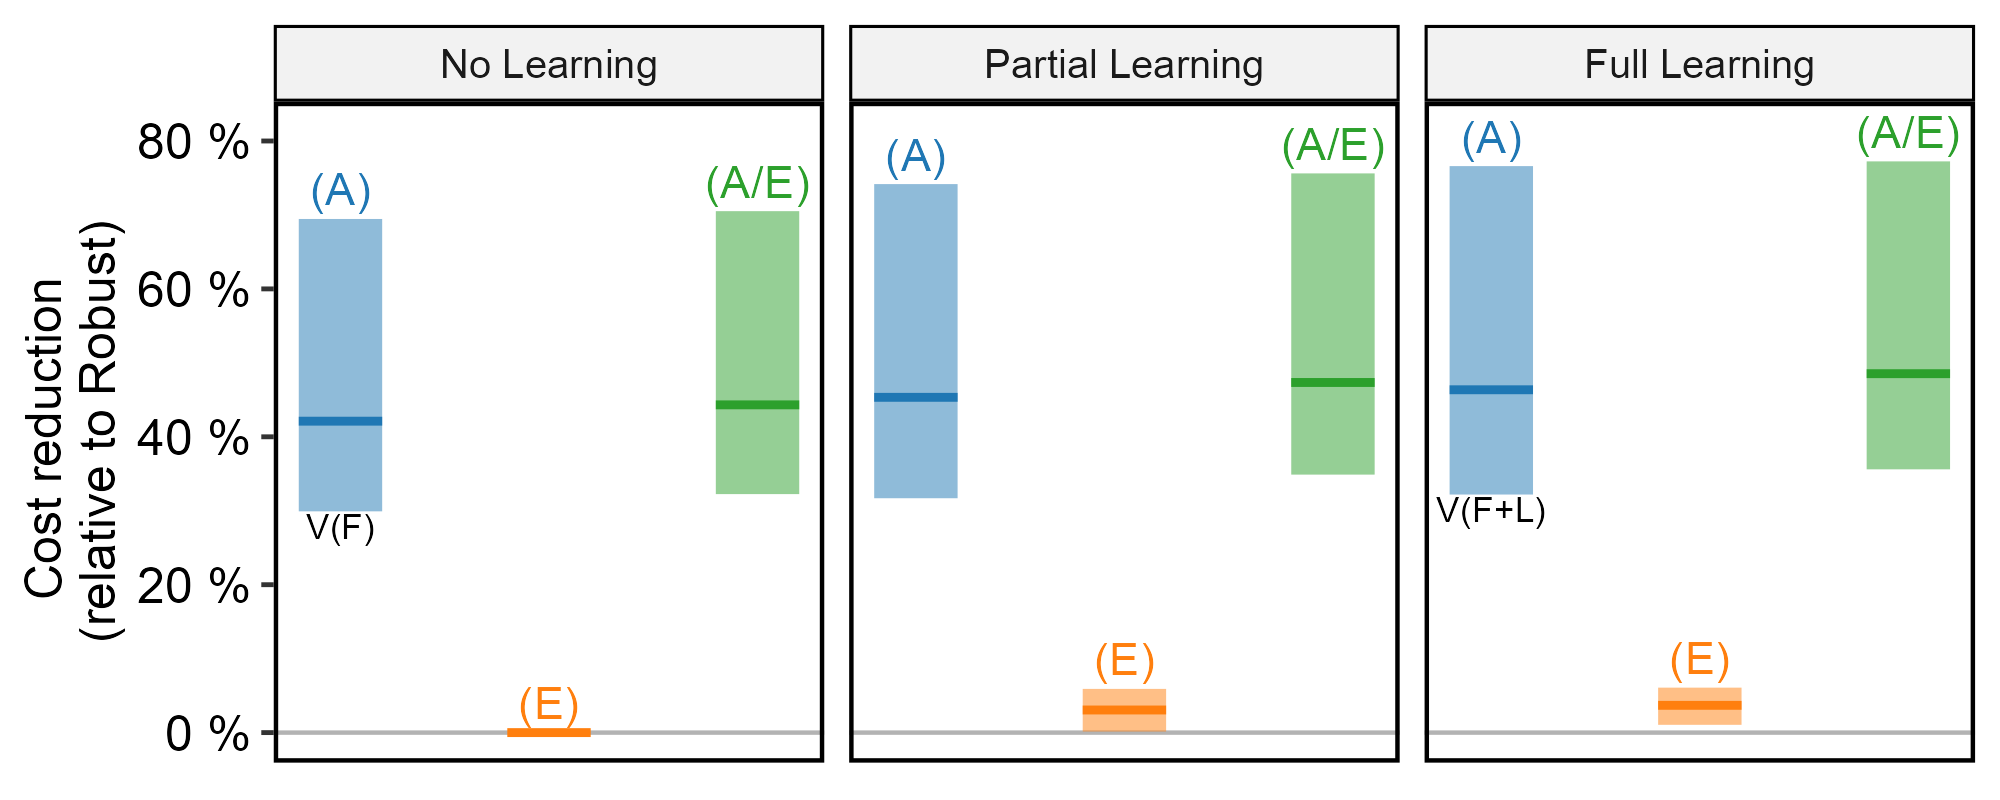 No Learning
Partial Learning
Full Learning
Cost reduction
(relative to Robust)
80 %
60 %
40 %
20 %
0 %
(A)
(A/E)
V(F)
(E)
(A)
(A/E)
(E)
(A)
(A/E)
V(F+L)
(E)